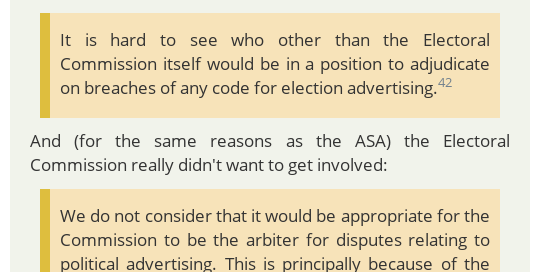 It is hard to see who other than the Electoral
Commission itself would be in a position to adjudicate
on breaches of any code for election advertising.42
And (for the same reasons as the ASA) the Electoral
Commission really didn't want to get involved:
We do not consider that it would be appropriate for the
Commission to be the arbiter for disputes relating to
political advertising. This is principally because of the